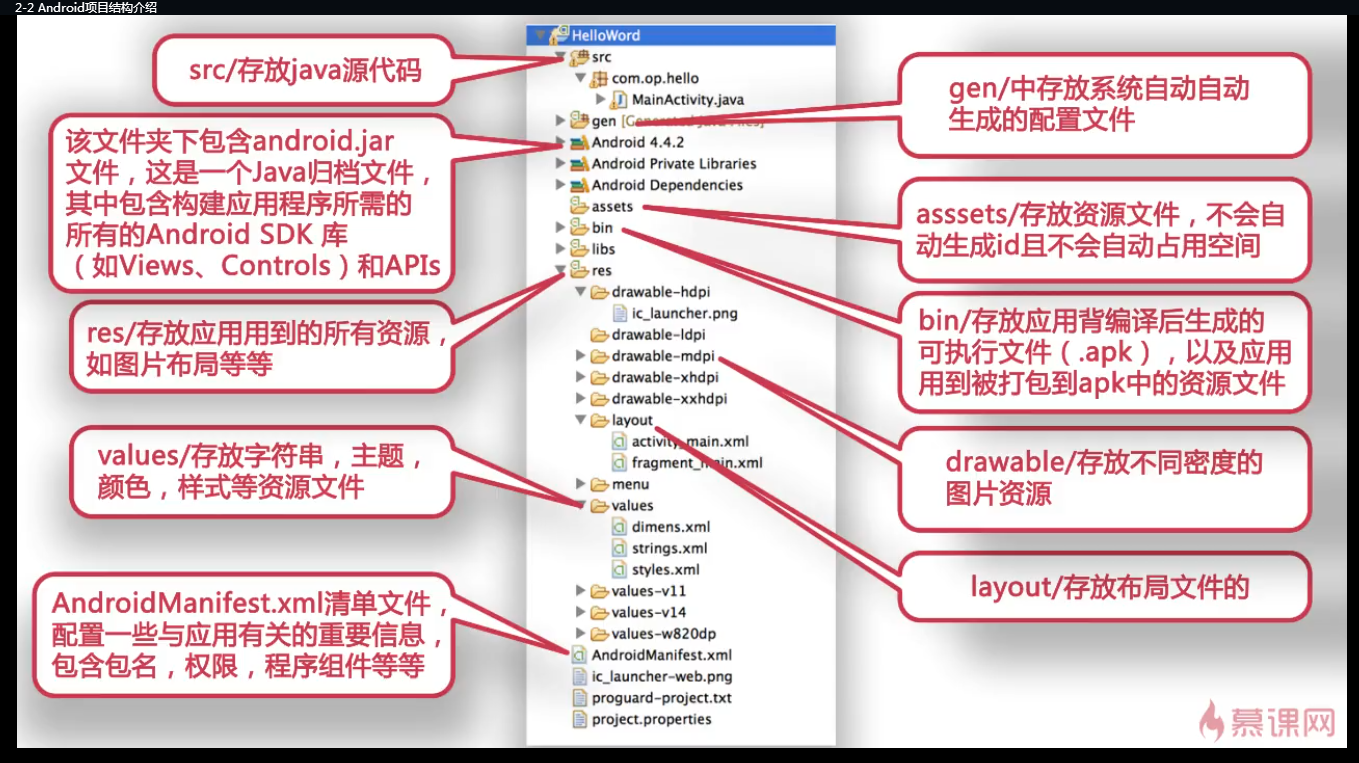 2-2 Android项目结构介绍
src/存放java源代码
该文件夹下包含android.jar
文件，这是一个Java归档文件，
其中包含构建应用程序所需的
所有的Android SDK 库
（如Views、Controls）和APIs
res/存放应用用到的所有资源，
如图片布局等等
values/存放字符串，主题，
颜色，样式等资源文件
AndroidManifest.xml清单文件，
配置一些与应用有关的重要信息，
包含包名，权限，程序组件等等
HelloWord
src
com.op.hello
MainActivity.java
gen [Generated Java Files]
Android 4.4.2
Android Private Libraries
Android Dependencies
assets
bin
libs
res
drawable-hdpi
ic_launcher.png
drawable-ldpi
drawable-mdpi
drawable-xhdpi
drawable-xxhdpi
layout
activity_main.xml
fragment_main.xml
menu
values
dimens.xml
strings.xml
styles.xml
values-v11
values-v14
values-w820dp
AndroidManifest.xml
ic_launcher-web.png
proguard-project.txt
project.properties
gen/中存放系统自动自动
生成的配置文件
asssets/存放资源文件，不会自
动生成id且不会自动占用空间
bin/存放应用背编译后生成的
可执行文件（.apk），以及应用
用到被打包到apk中的资源文件
drawable/存放不同密度的
图片资源
layout/存放布局文件的
慕课网